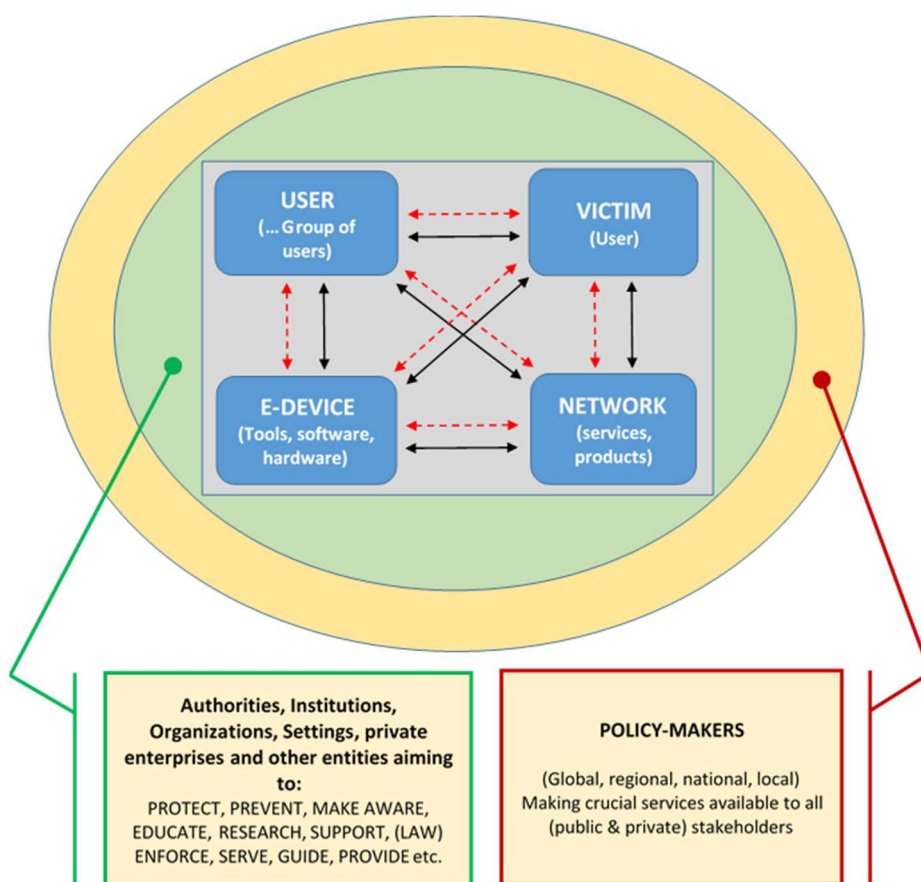 USER
(... Group of
users)
VICTIM
(User)
E-DEVICE
(Tools, software,
hardware)
NETWORK
(services,
products)
Authorities, Institutions,
Organizations, Settings, private
enterprises and other entities aiming
to:
PROTECT, PREVENT, MAKE AWARE,
EDUCATE, RESEARCH, SUPPORT, (LAW)
ENFORCE, SERVE, GUIDE, PROVIDE etc.
POLICY-MAKERS
(Global, regional, national, local)
Making crucial services available to all
(public & private) stakeholders